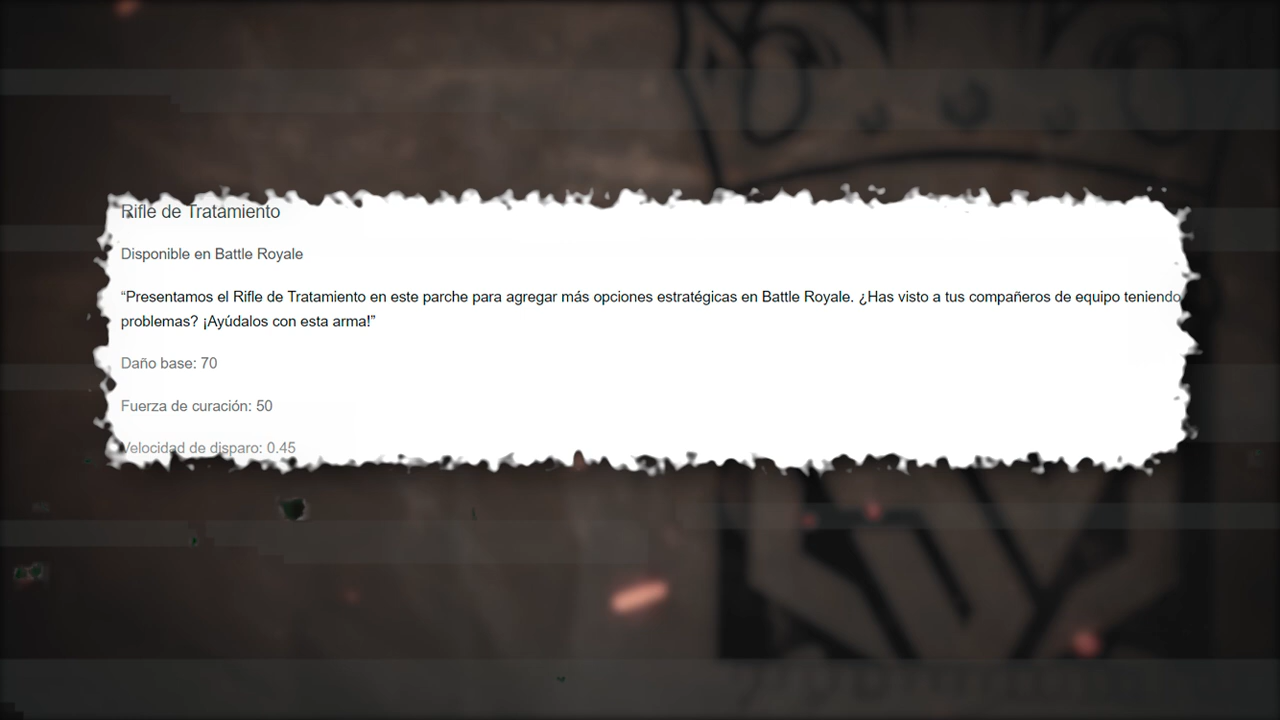 Rifle de Tratamiento
Disponible en Battle Royale
“Presentamos el Rifle de Tratamiento en este parche para agregar más opciones estratégicas en Battle Royale. ¿Has visto a tus compañeros de equipo teniendo
problemas? ¡Ayúdalos con esta arma!”
Daño base: 70
Fuerza de curación: 50
Velocidad de disparo: 0.45